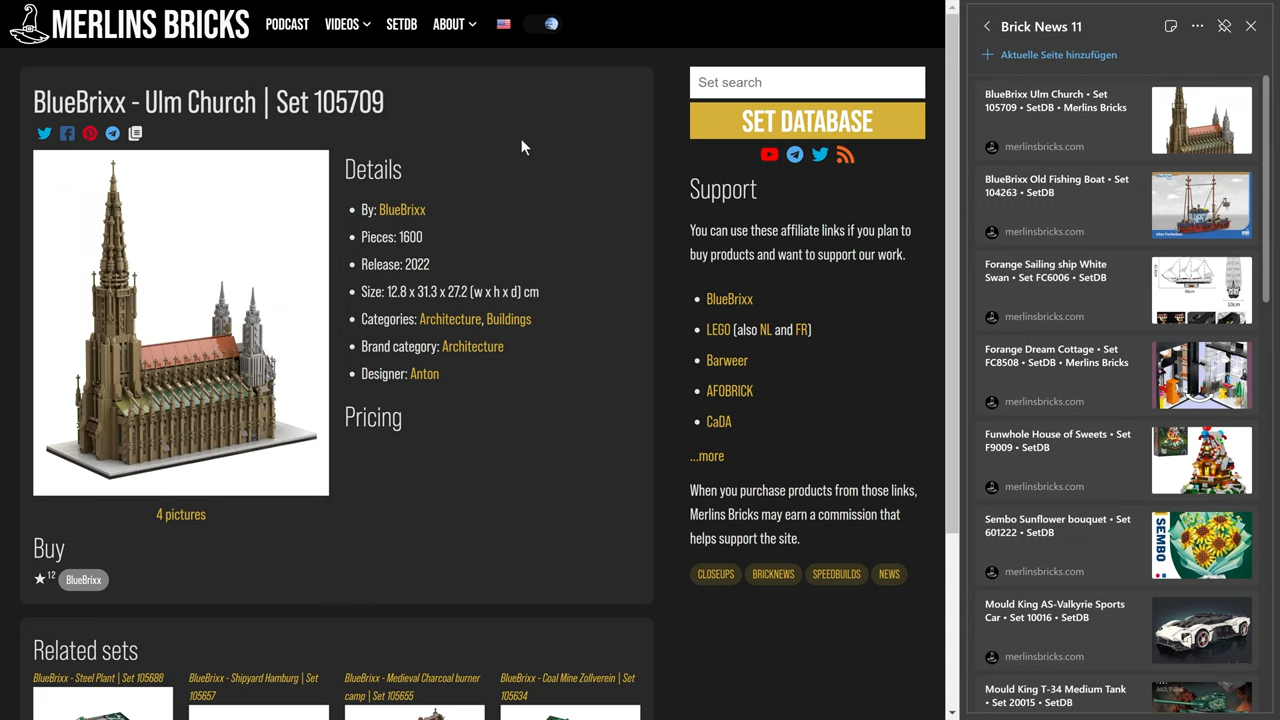 MERLINS BRICKS
PODCAST
VIDEOS
SETDB
ABOUT
BlueBrixx - Ulm Church | Set 105709
Details
By: BlueBrixx
Pieces: 1600
Release: 2022
Size: 12.8 x 31.3 x 27.2 (w x h x d) cm
Categories: Architecture, Buildings
Brand category: Architecture
Designer: Anton
Pricing
4 pictures
Buy
★12 BlueBrixx
Related sets
BlueBrixx - Steel Plant | Set 105688
BlueBrixx - Shipyard Hamburg | Set
105657
BlueBrixx - Medieval Charcoal burner
camp | Set 105655
BlueBrixx - Coal Mine Zollverein | Set
105634
Set search
SET DATABASE
Support
You can use these affiliate links if you plan to
buy products and want to support our work.
BlueBrixx
LEGO (also NL and FR)
Barweer
AFOBRICK
CaDA
...more
When you purchase products from those links,
Merlins Bricks may earn a commission that
helps support the site.
CLOSEUPS
BRICKNEWS
SPEEDBUILDS
NEWS
Brick News 11
Aktuelle Seite hinzufügen
BlueBrixx Ulm Church • Set
105709 • SetDB • Merlins Bricks
merlinsbricks.com
BlueBrixx Old Fishing Boat • Set
104263 • SetDB
merlinsbricks.com
Forange Sailing ship White
Swan • Set FC6006 • SetDB
merlinsbricks.com
Forange Dream Cottage • Set
FC8508 • SetDB • Merlins Bricks
merlinsbricks.com
Funwhole House of Sweets • Set
F9009 • SetDB
merlinsbricks.com
Sembo Sunflower bouquet • Set
601222 • SetDB
merlinsbricks.com
SEMBO
Mould King AS-Valkyrie Sports
Car • Set 10016 • SetDB
merlinsbricks.com
Mould King T-34 Medium Tank
• Set 20015 • SetDB